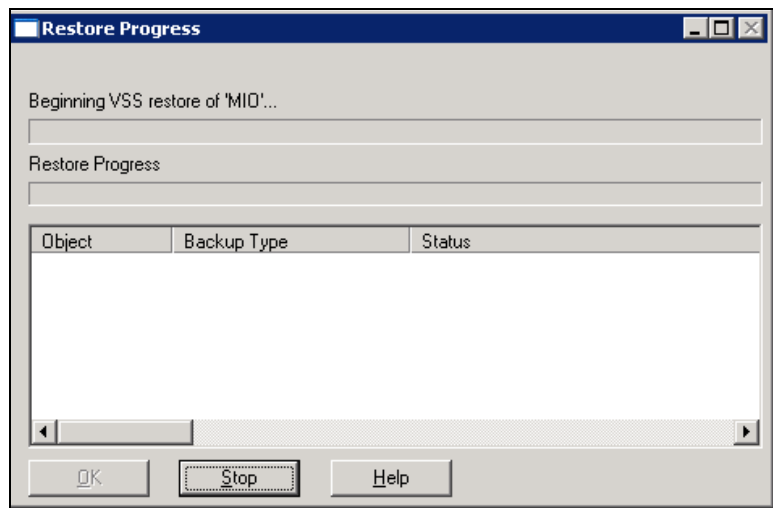 Restore Progress
Beginning VSS restore of 'MIO'...
Restore Progress
Object Backup Type Status
OK Stop Help